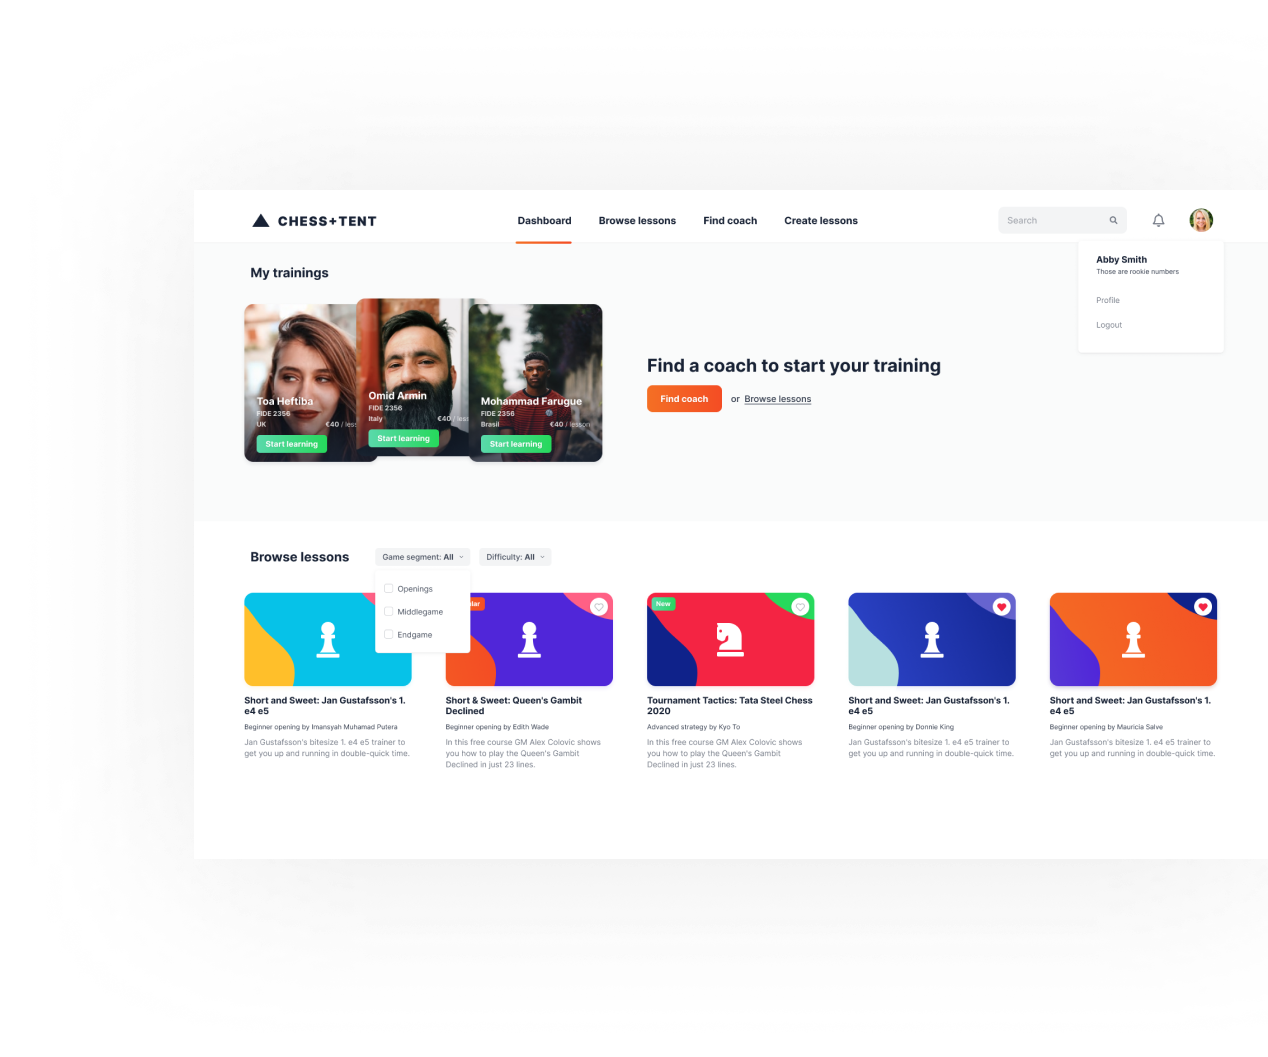 CHESS+TENT
Dashboard
Browse lessons
Find coach
Create lessons
Search
Abby Smith
Those are rookie numbers
Profile
Logout
My trainings
Toa Heftiba
FIDE 2356
UK
€40 / less
Start learning
Omid Armin
FIDE 2356
Italy
€40 / less
Start learning
Mohammad Farugue
FIDE 2356
Brasil
€40 / lesson
Start learning
Find a coach to start your training
Find coach
or Browse lessons
Browse lessons
Game segment: All
Difficulty: All
Openings
Middlegame
Endgame
New
Short and Sweet: Jan Gustafsson's 1.
e4 e5
Beginner opening by Imansyah Muhamad Putera
Jan Gustafsson's bitesize 1. e4 e5 trainer to
get you up and running in double-quick time.
Short & Sweet: Queen's Gambit
Declined
Beginner opening by Edith Wade
In this free course GM Alex Colovic shows
you how to play the Queen's Gambit
Declined in just 23 lines.
Tournament Tactics: Tata Steel Chess
2020
Advanced strategy by Kyo To
In this free course GM Alex Colovic shows
you how to play the Queen's Gambit
Declined in just 23 lines.
Short and Sweet: Jan Gustafsson's 1.
e4 e5
Beginner opening by Donnie King
Jan Gustafsson's bitesize 1. e4 e5 trainer to
get you up and running in double-quick time.
Short and Sweet: Jan Gustafsson's 1.
e4 e5
Beginner opening by Mauricia Salve
Jan Gustafsson's bitesize 1. e4 e5 trainer to
get you up and running in double-quick time.